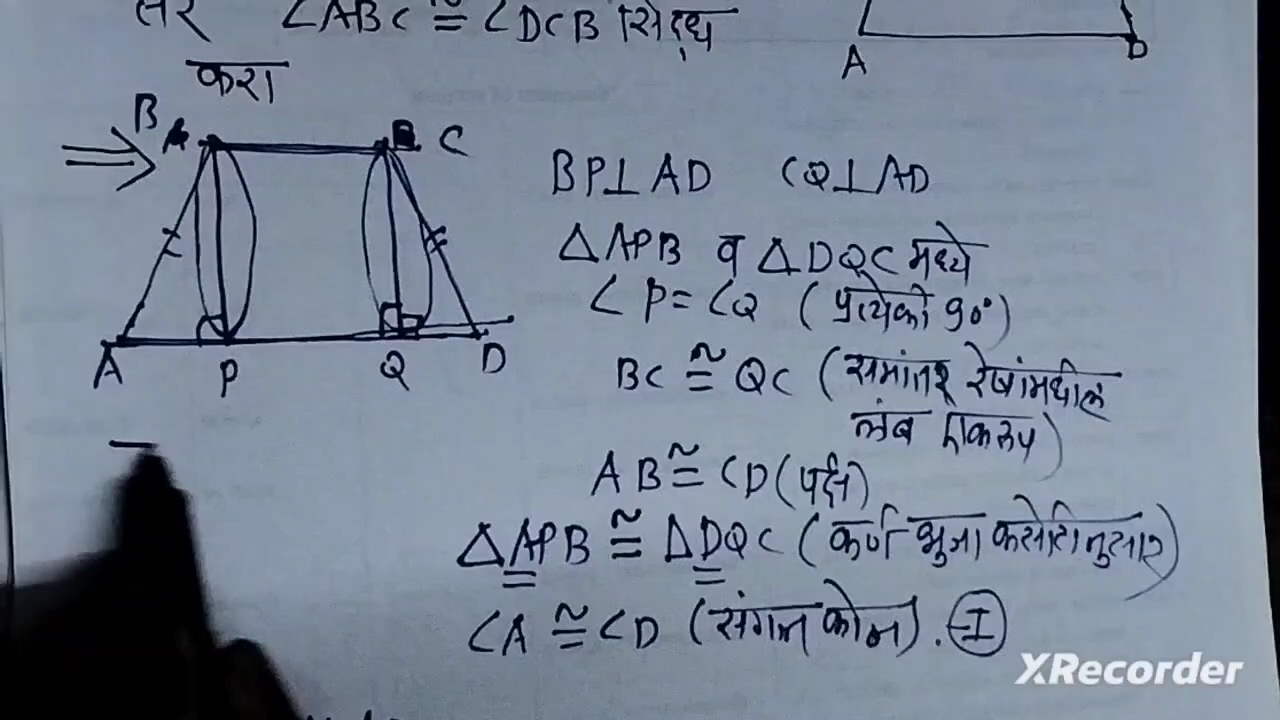 तर ∠ABC ≅ ∠DCB सिद्ध
करा
A D
B A B C
A P Q D
BP⊥AD CQ⊥AD
△APB व △DQC मध्ये
∠P=∠Q (प्रत्येकी 90°)
BC ≅ QC (समांतर रेषांमधील
लंब एकरूप)
AB ≅ CD (पक्ष)
△APB ≅ △DQC (कर्ण भुजा कसोटीनुसार)
∠A ≅ ∠D (संगत कोन). -I
XRecorder